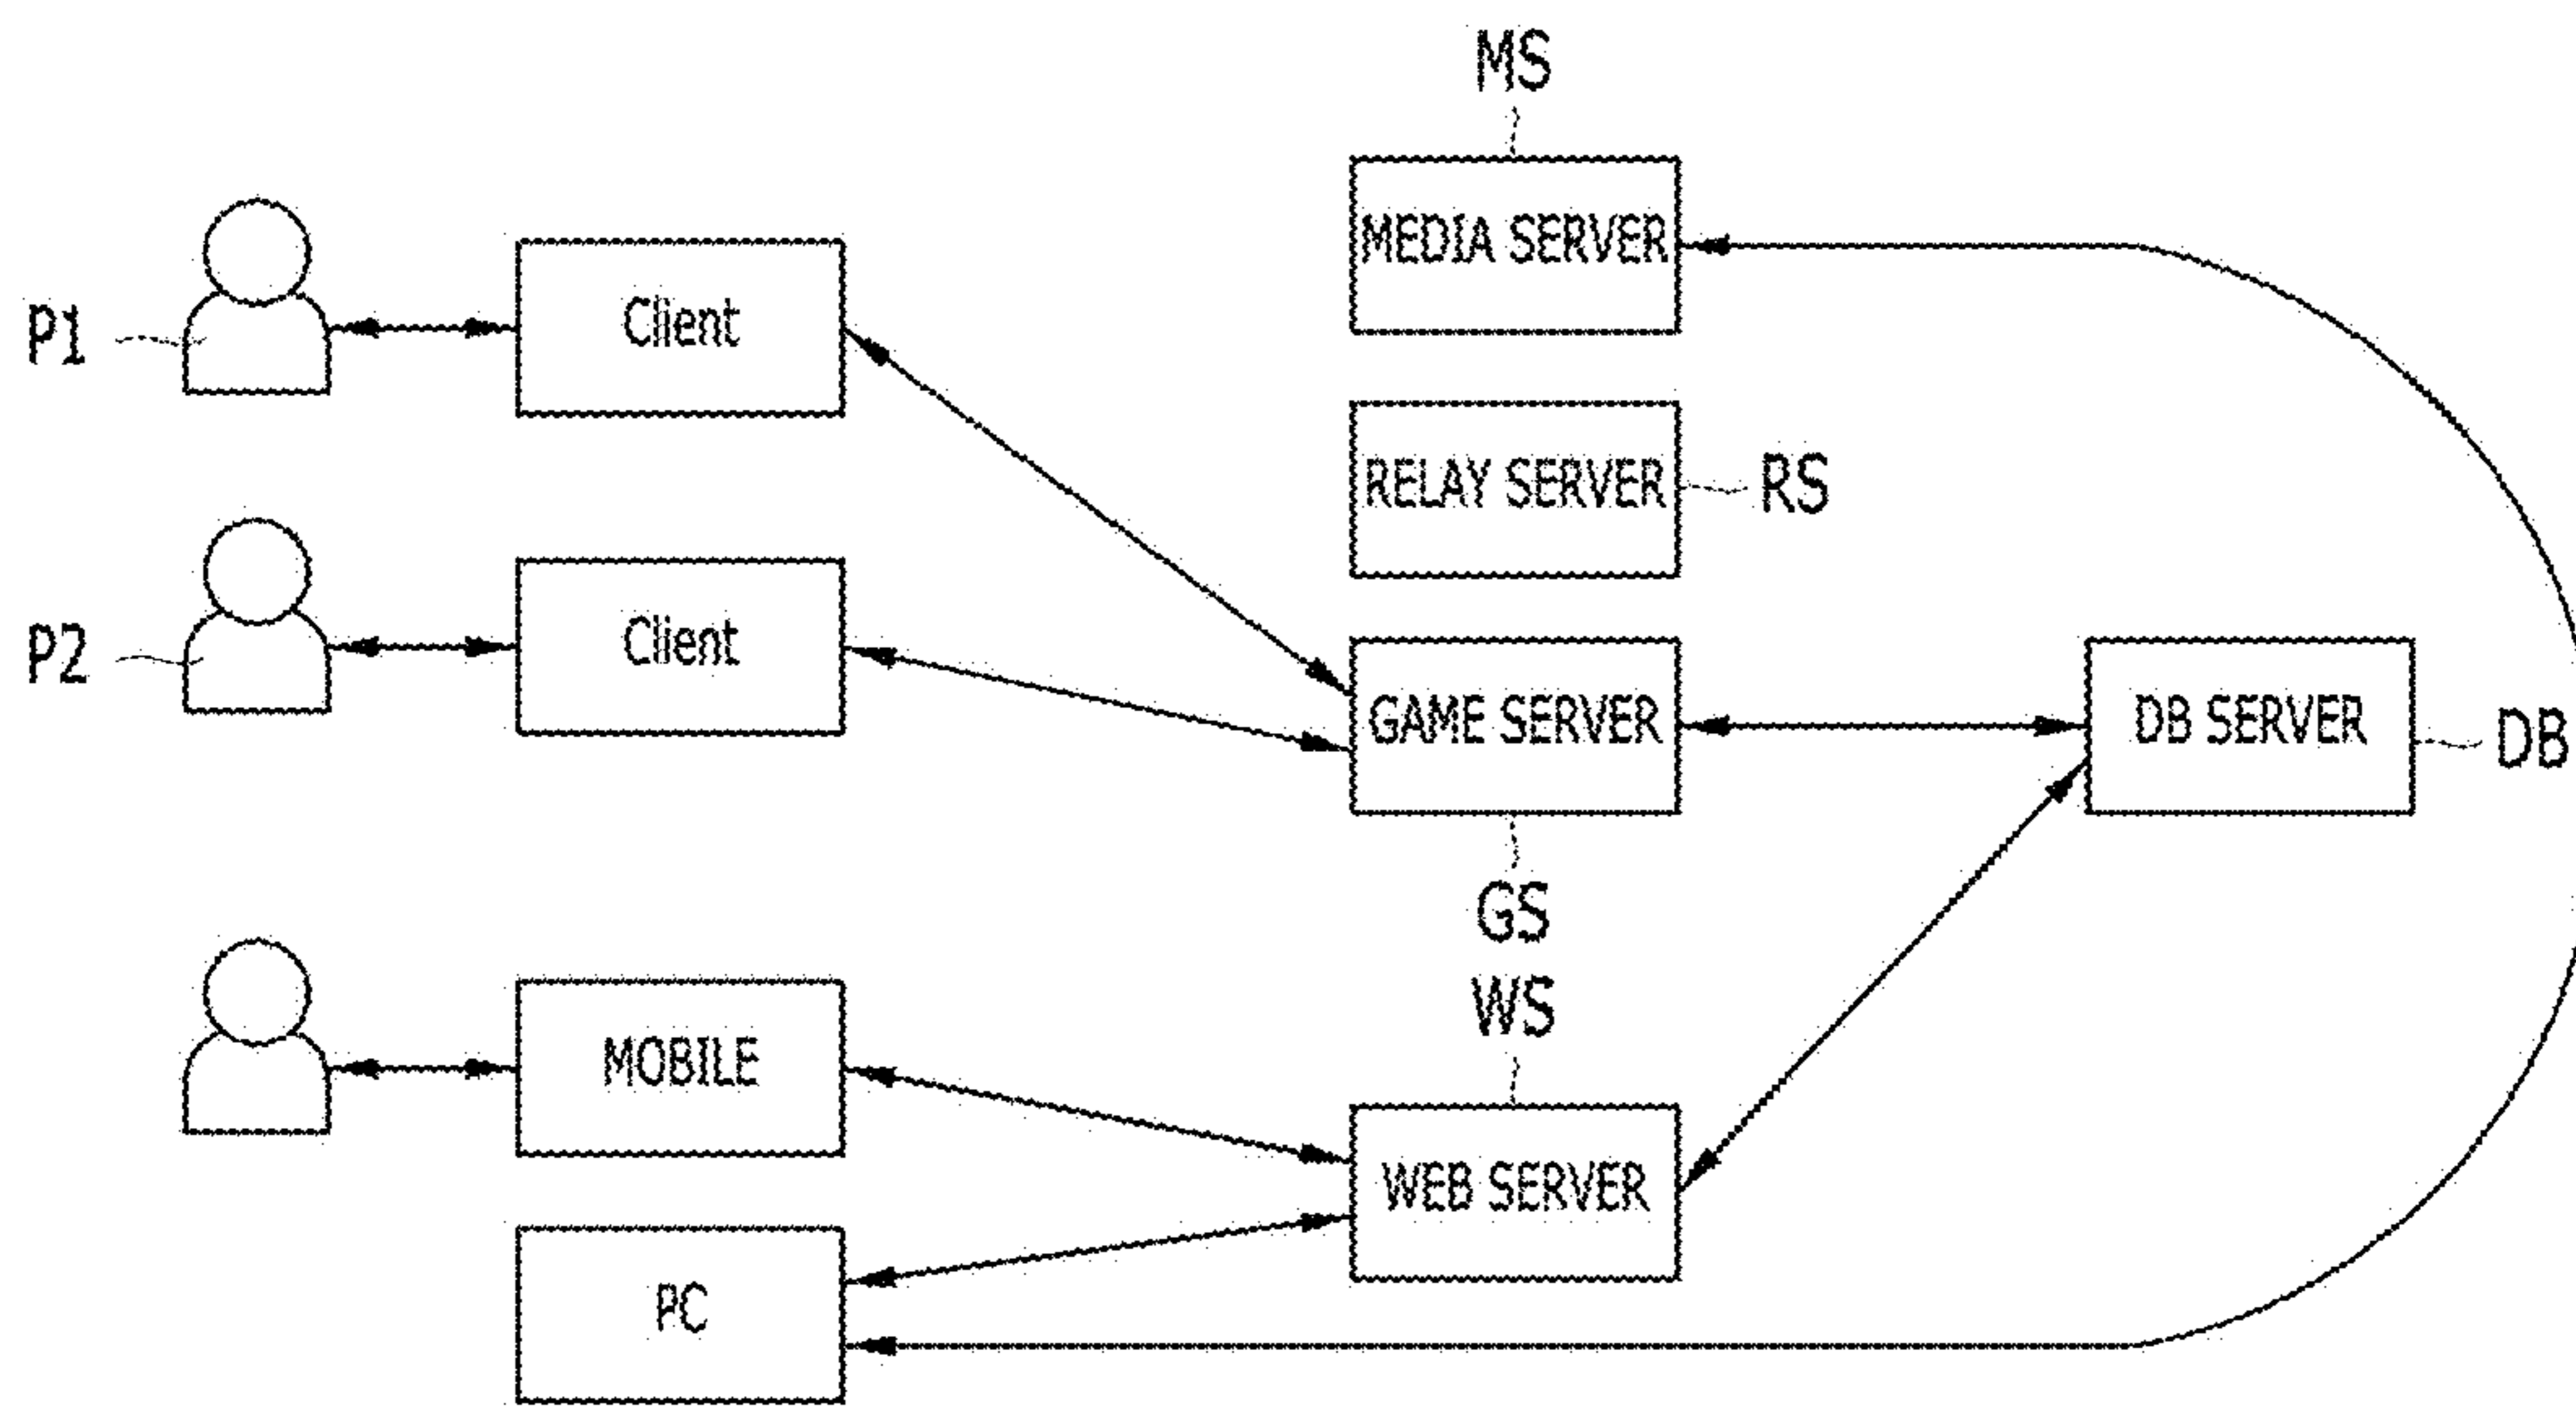 MS
MEDIA SERVER
P1
Client
RELAY SERVER
RS
P2
Client
GAME SERVER
DB SERVER
DB
GS
WS
MOBILE
WEB SERVER
PC